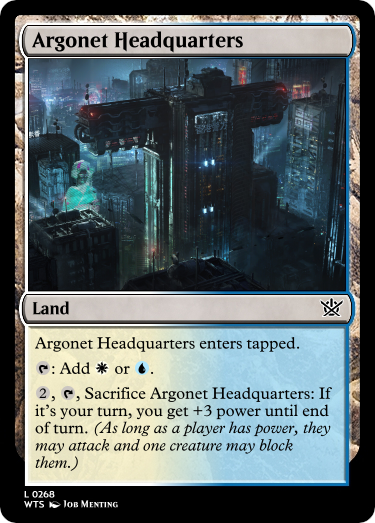 Argonet Headquarters
Land
Argonet Headquarters enters tapped.
: Add or .
2, , Sacrifice Argonet Headquarters: If
it's your turn, you get +3 power until end
of turn. (As long as a player has power, they
may attack and one creature may block
them.)
L 0268
WTS Job Menting